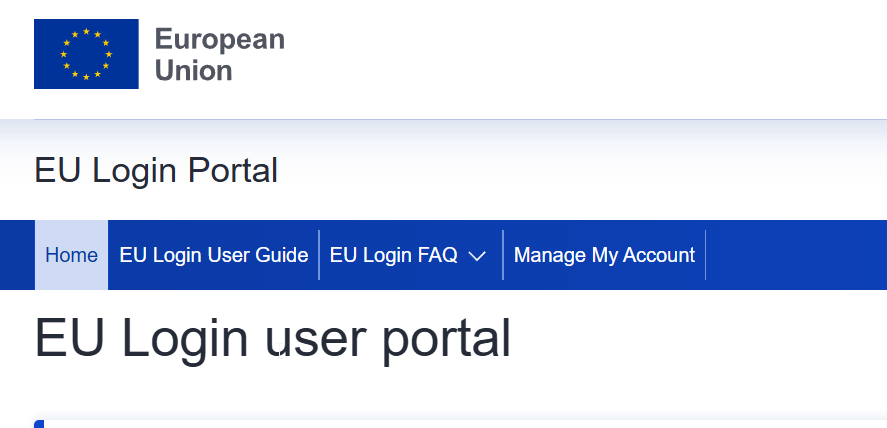 European
Union
EU Login Portal
Home
EU Login User Guide
EU Login FAQ
Manage My Account
EU Login user portal